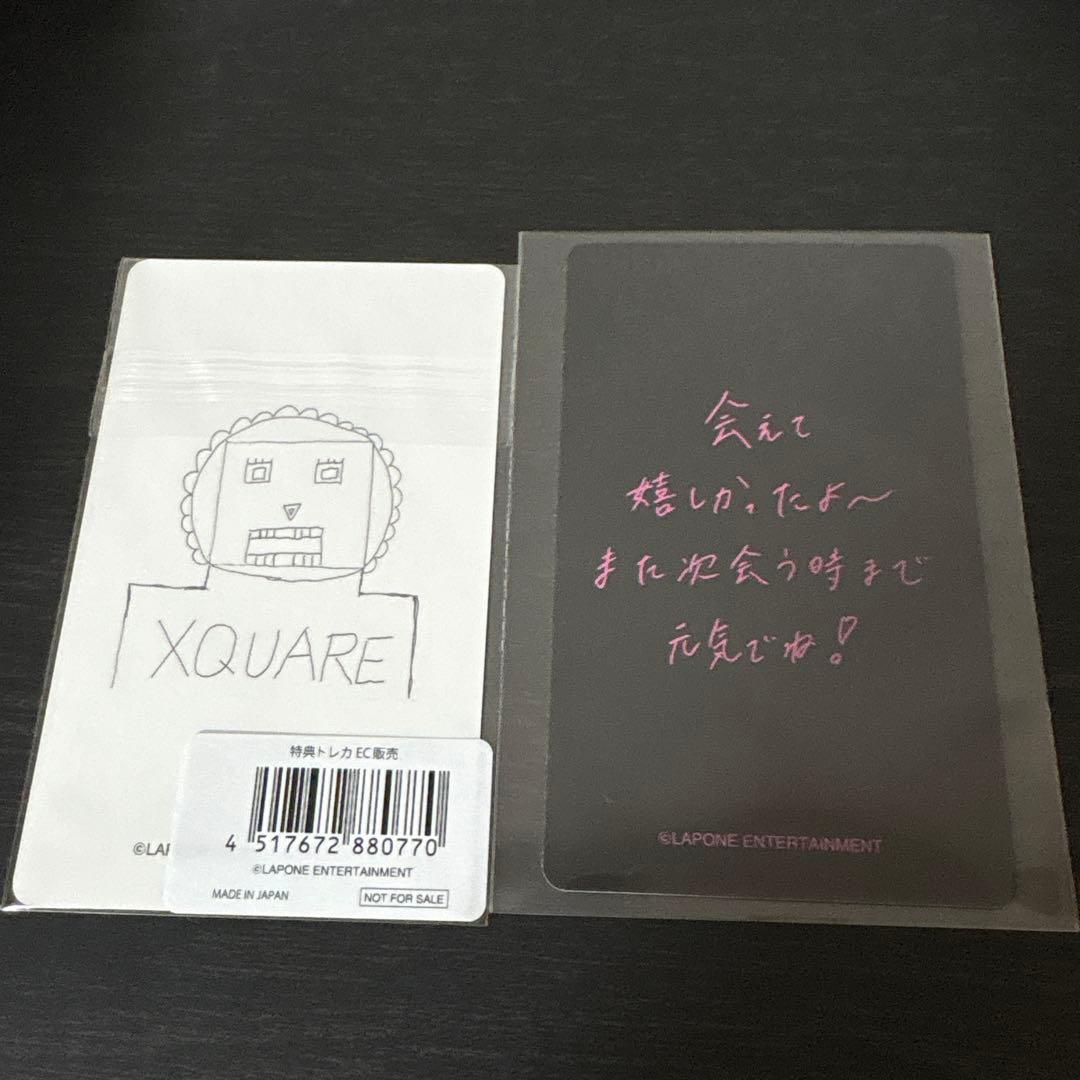 XQUARE
特典トレカ EC販売
4 517672 880770
©LAPONE ENTERTAINMENT
MADE IN JAPAN
NOT FOR SALE
©LAP
会えて
嬉しかったよ〜
また次会う時まで
元気でね!
©LAPONE ENTERTAINMENT